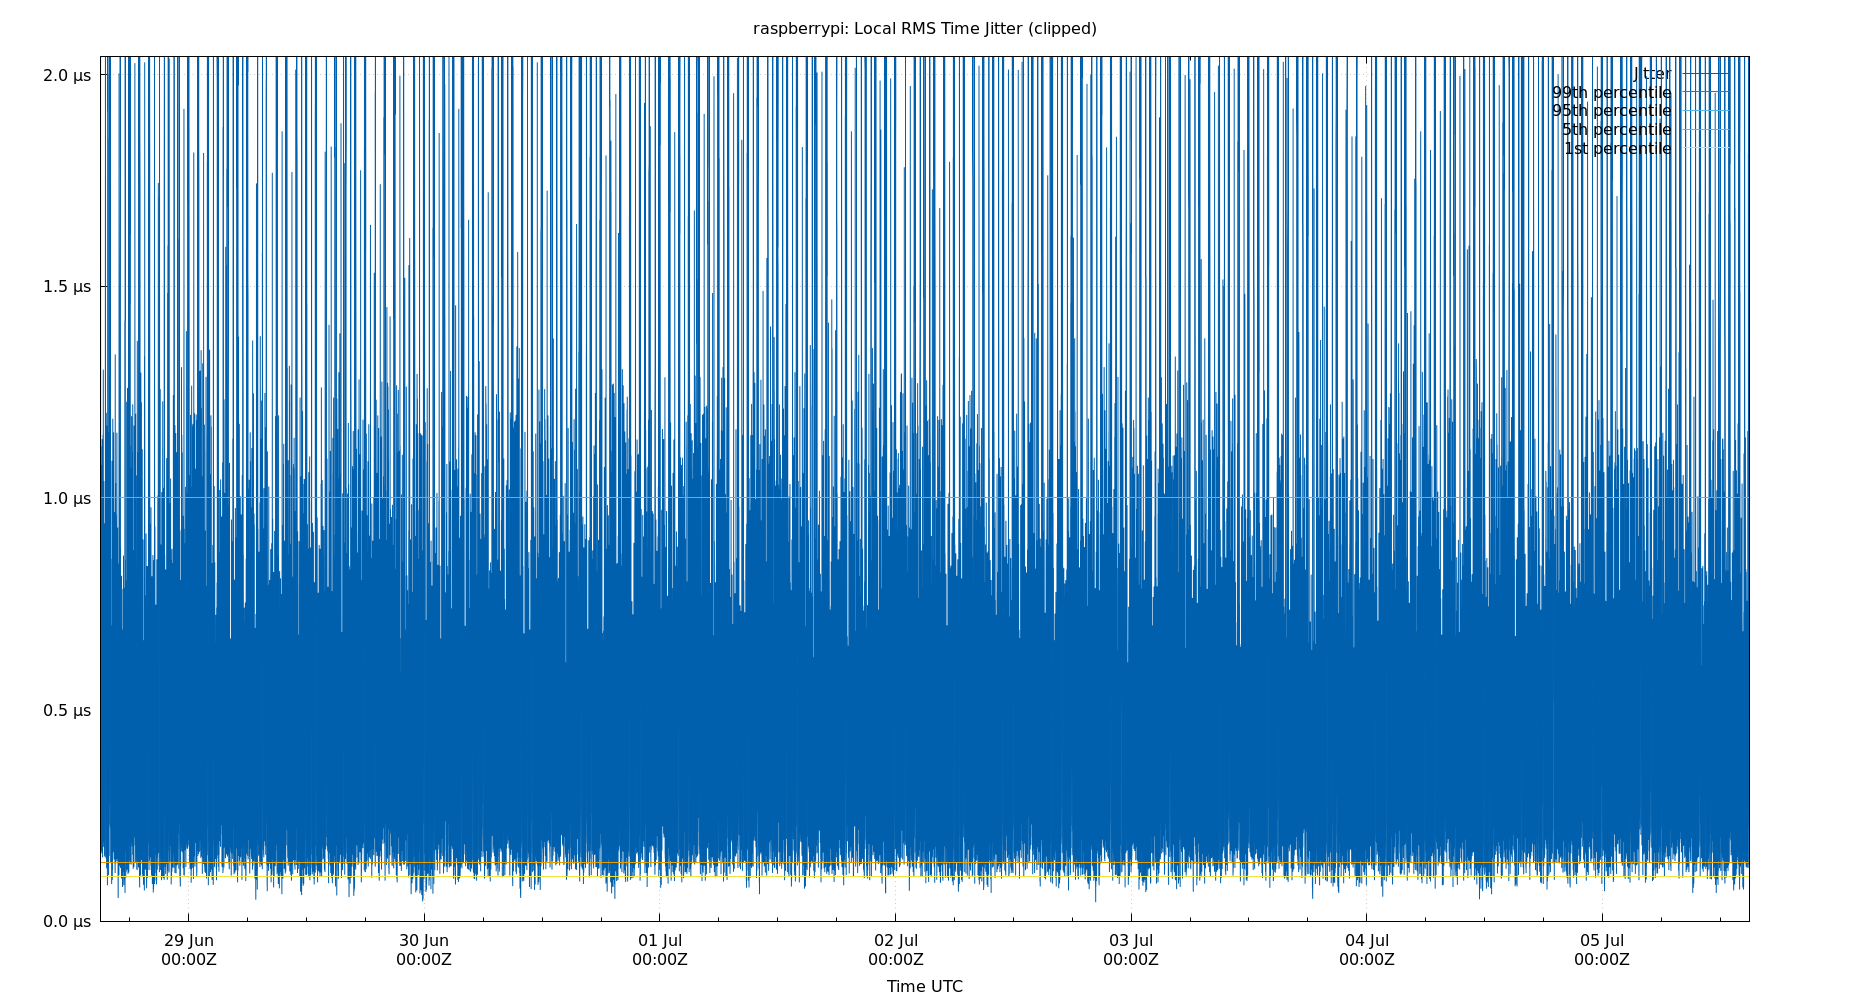 raspberrypi: Local RMS Time Jitter (clipped)
2.0 µs
1.5 µs
1.0 µs
0.5 µs
0.0 µs
Jitter
99th percentile
95th percentile
5th percentile
1st percentile
29 Jun
00:00Z
30 Jun
00:00Z
01 Jul
00:00Z
02 Jul
00:00Z
03 Jul
00:00Z
04 Jul
00:00Z
05 Jul
00:00Z
Time UTC